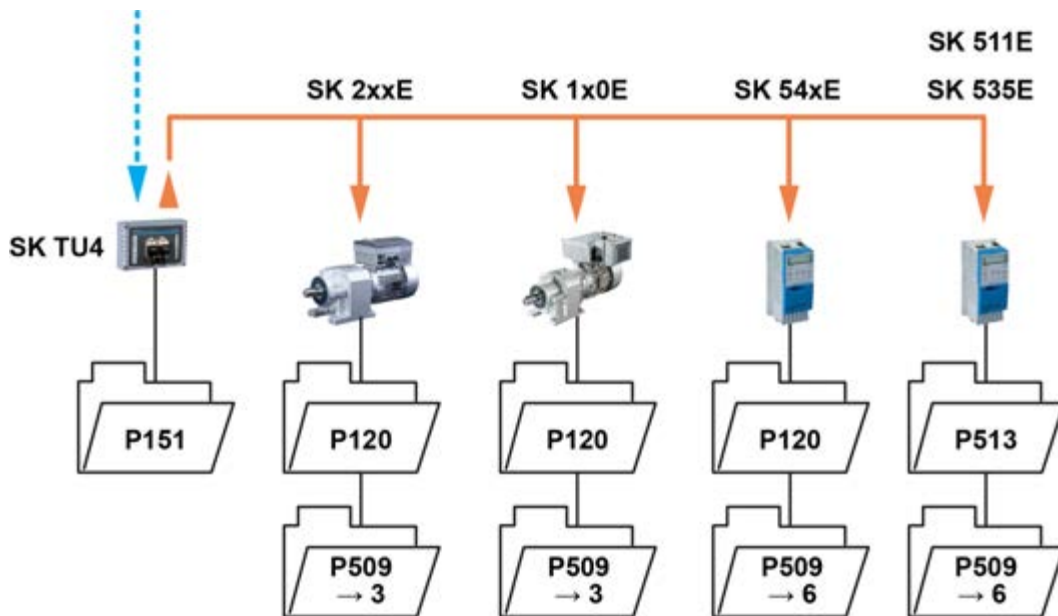 SK 511E
SK 2xxE SK 1x0E SK 54xE SK 535E
SK TU4
P151 P120 P120 P120 P513
P509 P509 P509 P509
→ 3 → 3 → 6 → 6